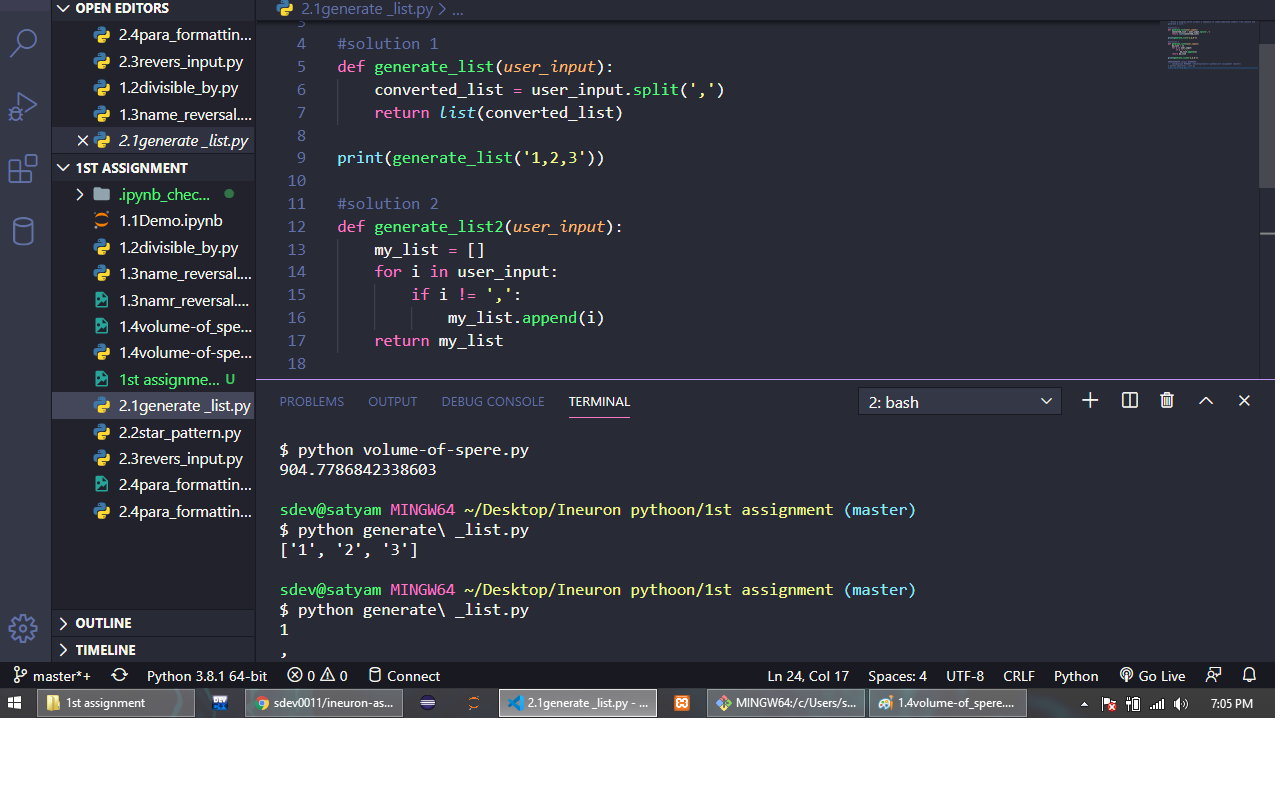 OPEN EDITORS
2.4para_formattin...
2.3revers_input.py
1.2divisible_by.py
1.3name_reversal....
2.1generate _list.py
1ST ASSIGNMENT
.ipynb_chec...
1.1Demo.ipynb
1.2divisible_by.py
1.3name_reversal....
1.3namr_reversal....
1.4volume-of_spe...
1.4volume-of-spe...
1st assignme... U
2.1generate _list.py
2.2star_pattern.py
2.3revers_input.py
2.4para_formattin...
2.4para_formattin...
OUTLINE
TIMELINE
2.1generate _list.py > ...
3
4 #solution 1
5 def generate_list(user_input):
6 converted_list = user_input.split(',')
7 return list(converted_list)
8
9 print(generate_list('1,2,3'))
10
11 #solution 2
12 def generate_list2(user_input):
13 my_list = []
14 for i in user_input:
15 if i != ',':
16 my_list.append(i)
17 return my_list
18
PROBLEMS OUTPUT DEBUG CONSOLE TERMINAL 2: bash
$ python volume-of-spere.py
904.7786842338603
sdev@satyam MINGW64 ~/Desktop/Ineuron pythoon/1st assignment (master)
$ python generate\ _list.py
['1', '2', '3']
sdev@satyam MINGW64 ~/Desktop/Ineuron pythoon/1st assignment (master)
$ python generate\ _list.py
1
,
master*+ Python 3.8.1 64-bit 0 0 Connect Ln 24, Col 17 Spaces: 4 UTF-8 CRLF Python Go Live
1st assignment sdev0011/ineuron-as... 2.1generate _list.py - ... MINGW64:/c/Users/s... 1.4volume-of_spere.... 7:05 PM